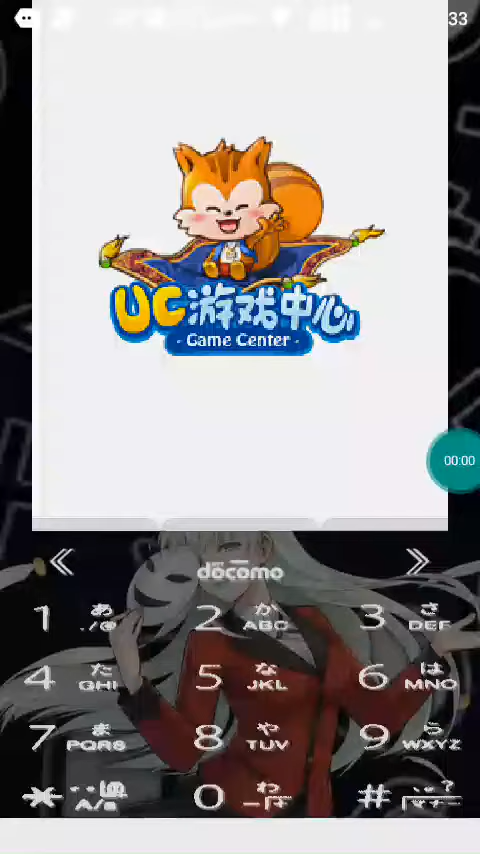 33
UC游戏中心
- Game Center -
00:00
döcomo
1 あ ./@
2 か ABC
3 さ DEF
4 た GHI
5 な JKL
6 は MNO
7 ま PQRS
8 や TUV
9 ら WXYZ
* A/a
0 わ
#